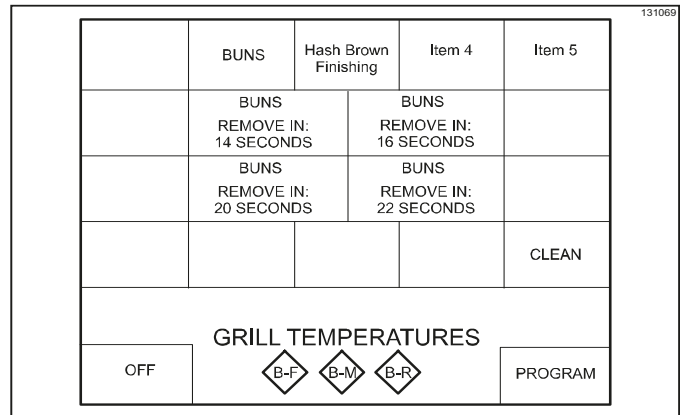 131069
BUNS
Hash Brown
Finishing
Item 4
Item 5
BUNS
REMOVE IN:
14 SECONDS
BUNS
REMOVE IN:
16 SECONDS
BUNS
REMOVE IN:
20 SECONDS
BUNS
REMOVE IN:
22 SECONDS
CLEAN
GRILL TEMPERATURES
OFF
B-F
B-M
B-R
PROGRAM